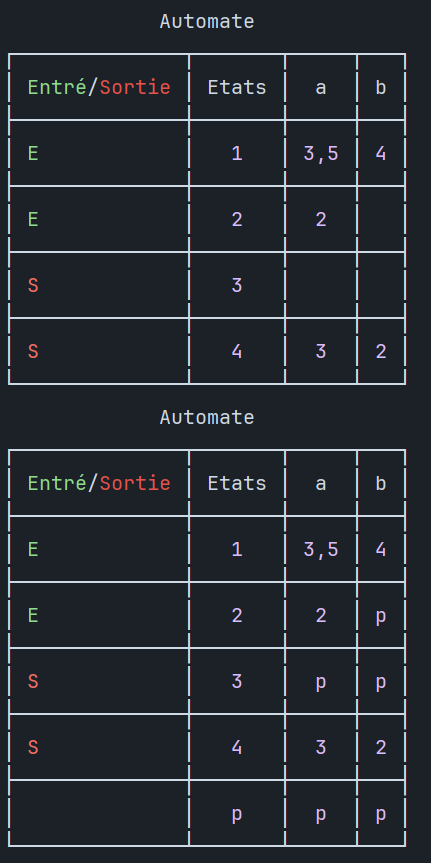 Automate
Entré/Sortie Etats a b
E 1 3,5 4
E 2 2
S 3
S 4 3 2
Automate
Entré/Sortie Etats a b
E 1 3,5 4
E 2 2 p
S 3 p p
S 4 3 2
p p p